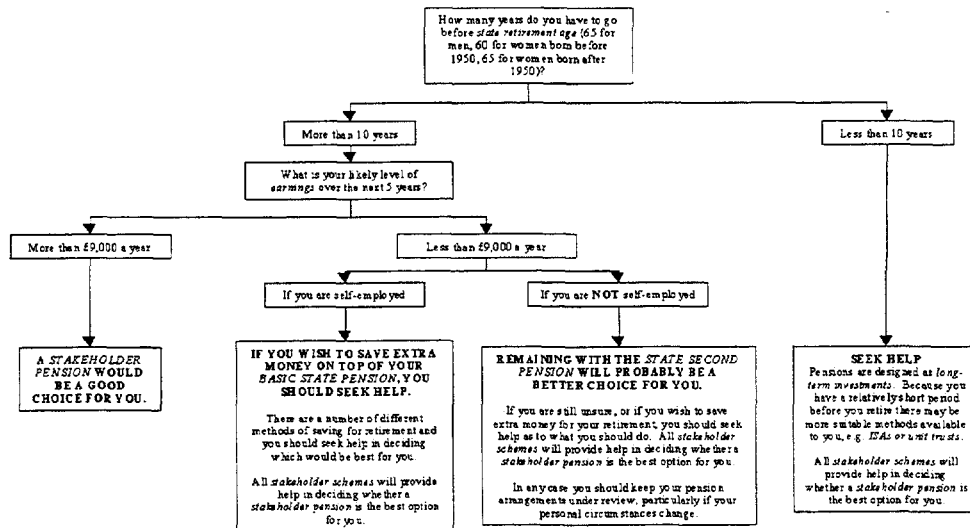 How many years do you have to go
before state retirement age (65 for
men, 60 for women born before
1950, 65 for women born after
1950)?
More than 10 years
Less than 10 years
What is your likely level of
earnings over the next 5 years?
More than £9,000 a year
Less than £9,000 a year
If you are self-employed
If you are NOT self-employed
A STAKEHOLDER
PENSION WOULD
BE A GOOD
CHOICE FOR YOU.
IF YOU WISH TO SAVE EXTRA
MONEY ON TOP OF YOUR
BASIC STATE PENSION, YOU
SHOULD SEEK HELP.
There are a number of different
methods of saving for retirement and
you should seek help in deciding
which would be best for you.
All stakeholder schemes will provide
help in deciding whether a
stakeholder pension is the best option
for you.
REMAINING WITH THE STATE SECOND
PENSION WILL PROBABLY BE A
BETTER CHOICE FOR YOU.
If you are still unsure, or if you wish to save
extra money for your retirement, you should seek
help as to what you should do. All stakeholder
schemes will provide help in deciding whether a
stakeholder pension is the best option for you.
In any case you should keep your pension
arrangements under review, particularly if your
personal circumstances change.
SEEK HELP
Pensions are designed as long-
term investments. Because you
have a relatively short period
before you retire there may be
more suitable methods available
to you, e.g. ISAs or unit trusts.
All stakeholder schemes will
provide help in deciding
whether a stakeholder pension is
the best option for you.